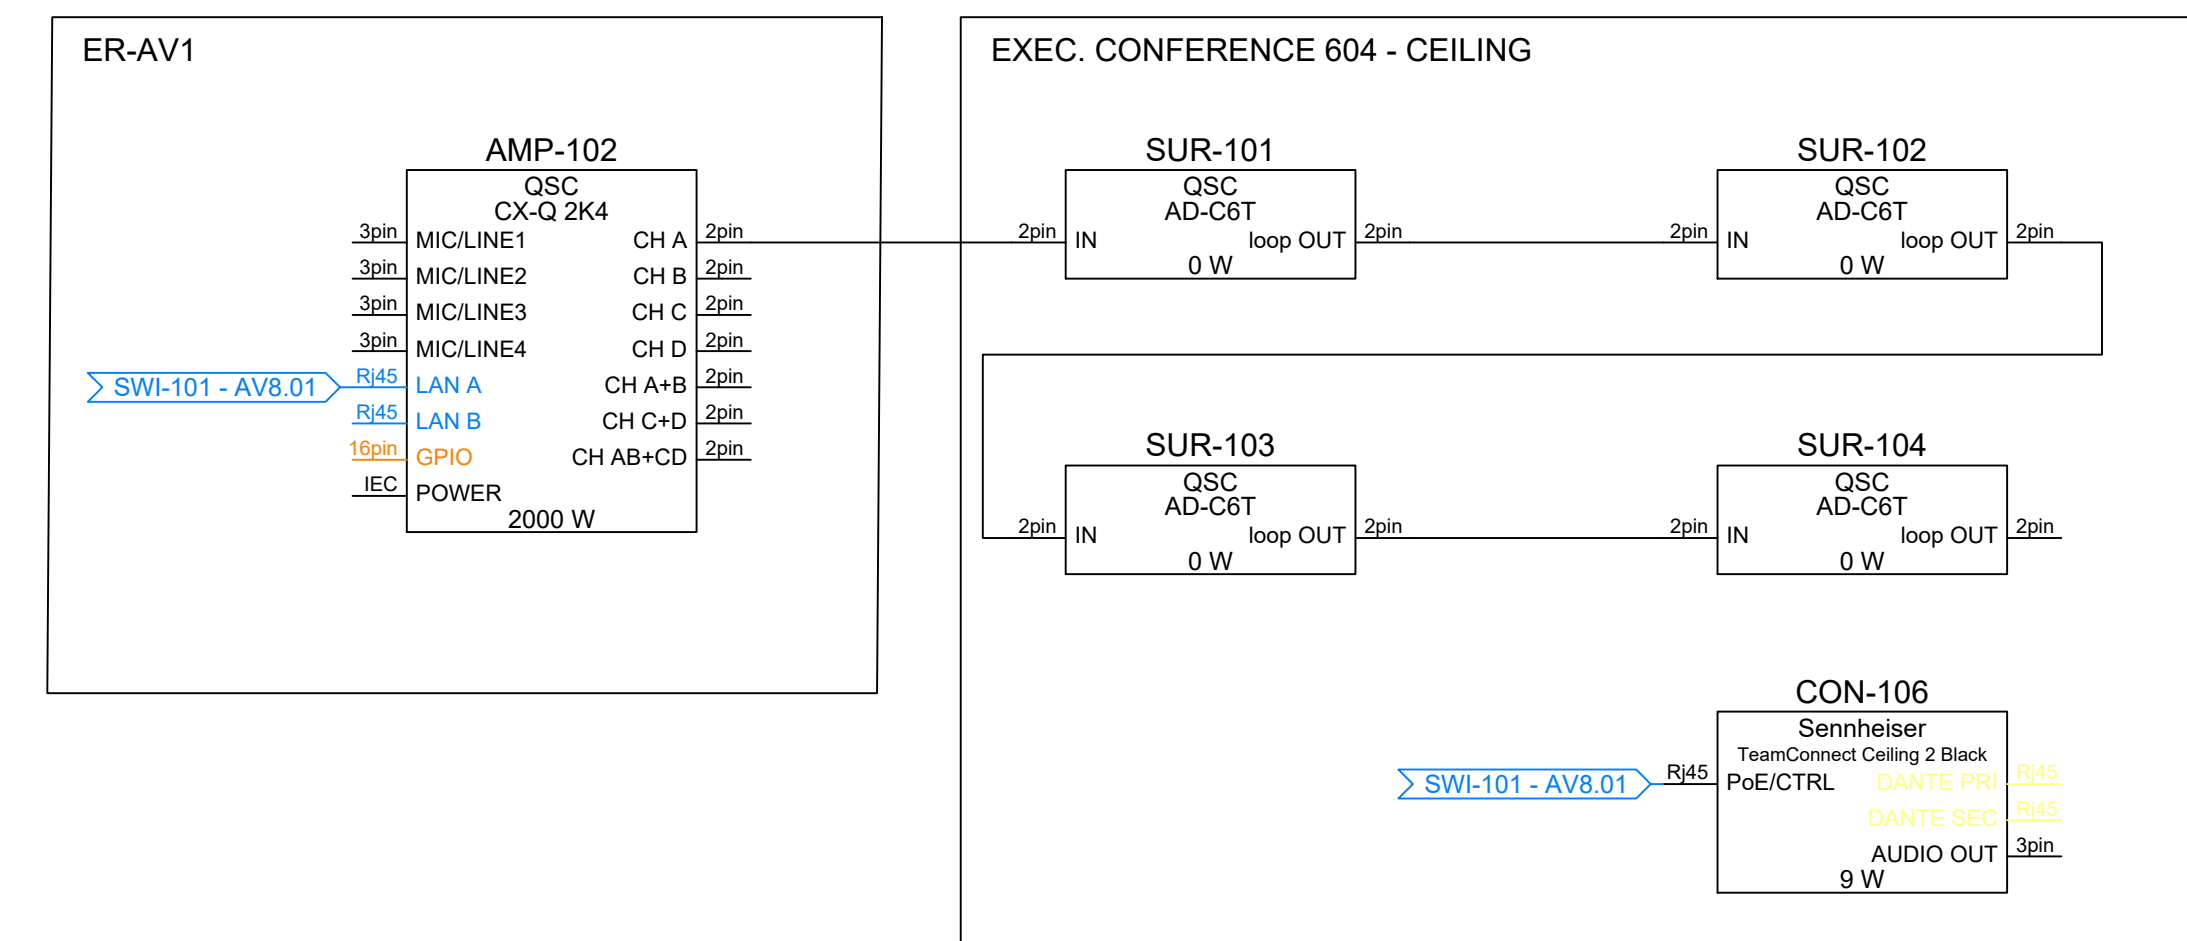 ER-AV1
EXEC. CONFERENCE 604 - CEILING
AMP-102
QSC
CX-Q 2K4
3pin MIC/LINE1 CH A 2pin
3pin MIC/LINE2 CH B 2pin
3pin MIC/LINE3 CH C 2pin
3pin MIC/LINE4 CH D 2pin
SWI-101 - AV8.01 Rj45 LAN A CH A+B 2pin
Rj45 LAN B CH C+D 2pin
16pin GPIO CH AB+CD 2pin
IEC POWER
2000 W
SUR-101
QSC
AD-C6T
2pin IN loop OUT 2pin
0 W
SUR-102
QSC
AD-C6T
2pin IN loop OUT 2pin
0 W
SUR-103
QSC
AD-C6T
2pin IN loop OUT 2pin
0 W
SUR-104
QSC
AD-C6T
2pin IN loop OUT 2pin
0 W
CON-106
Sennheiser
TeamConnect Ceiling 2 Black
SWI-101 - AV8.01 Rj45 PoE/CTRL DANTE PRI Rj45
DANTE SEC Rj45
AUDIO OUT 3pin
9 W